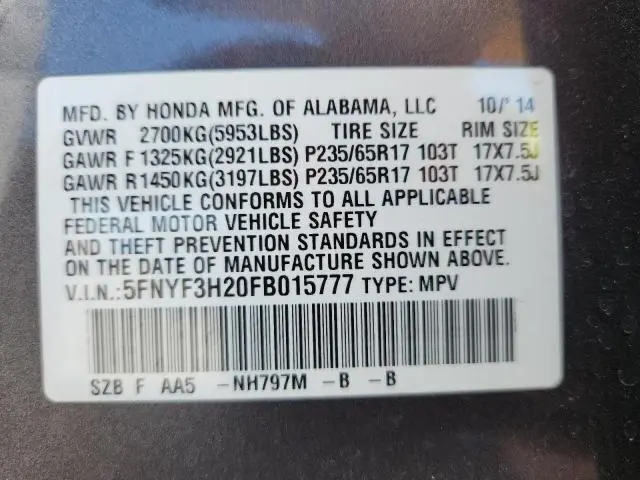 MFD. BY HONDA MFG. OF ALABAMA, LLC 10/'14
GVWR 2700KG(5953LBS) TIRE SIZE RIM SIZE
GAWR F 1325KG(2921LBS) P235/65R17 103T 17X7.5J
GAWR R1450KG(3197LBS) P235/65R17 103T 17X7.5J
THIS VEHICLE CONFORMS TO ALL APPLICABLE
FEDERAL MOTOR VEHICLE SAFETY
AND THEFT PREVENTION STANDARDS IN EFFECT
ON THE DATE OF MANUFACTURE SHOWN ABOVE.
V.I.N.:5FNYF3H20FB015777 TYPE: MPV
SZB F AA5 -NH797M -B -B